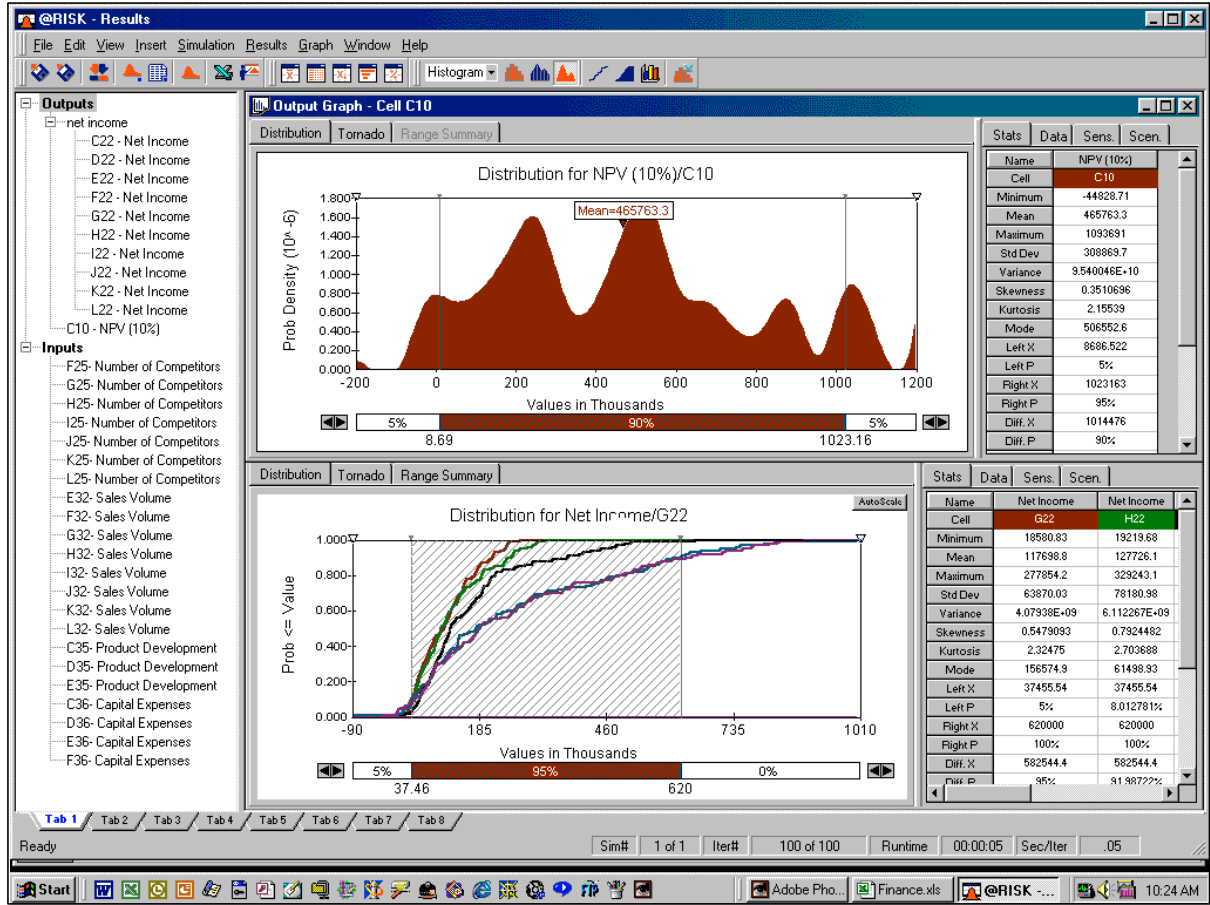 @RISK - Results
File Edit View Insert Simulation Results Graph Window Help
Histogram
Outputs
net income
C22 - Net Income
D22 - Net Income
E22 - Net Income
F22 - Net Income
G22 - Net Income
H22 - Net Income
I22 - Net Income
J22 - Net Income
K22 - Net Income
L22 - Net Income
C10 - NPV (10%)
Inputs
F25- Number of Competitors
G25- Number of Competitors
H25- Number of Competitors
I25- Number of Competitors
J25- Number of Competitors
K25- Number of Competitors
L25- Number of Competitors
E32- Sales Volume
F32- Sales Volume
G32- Sales Volume
H32- Sales Volume
I32- Sales Volume
J32- Sales Volume
K32- Sales Volume
L32- Sales Volume
C35- Product Development
D35- Product Development
E35- Product Development
C36- Capital Expenses
D36- Capital Expenses
E36- Capital Expenses
F36- Capital Expenses
Output Graph - Cell C10
Distribution Tornado Range Summary
Distribution for NPV (10%)/C10
Prob Density (10^ -6)
1.800
1.600
1.400
1.200
1.000
0.800
0.600
0.400
0.200
0.000
Mean=465763.3
-200 0 200 400 600 800 1000 1200
Values in Thousands
5% 90% 5%
8.69 1023.16
Stats Data Sens. Scen.
Name NPV (10%)
Cell C10
Minimum -44828.71
Mean 465763.3
Maximum 1093691
Std Dev 308869.7
Variance 9.540046E+10
Skewness 0.3510696
Kurtosis 2.15539
Mode 506552.6
Left X 8686.522
Left P 5%
Right X 1023163
Right P 95%
Diff. X 1014476
Diff. P 90%
Distribution Tornado Range Summary
AutoScale
Distribution for Net Income/G22
Prob <= Value
1.000
0.800
0.600
0.400
0.200
0.000
-90 185 460 735 1010
Values in Thousands
5% 95% 0%
37.46 620
Stats Data Sens. Scen.
Name Net Income Net Income
Cell G22 H22
Minimum 18580.83 19219.68
Mean 117698.8 127726.1
Maximum 277854.2 329243.1
Std Dev 63870.03 78180.98
Variance 4.07938E+09 6.112267E+09
Skewness 0.5479093 0.7924482
Kurtosis 2.32475 2.703688
Mode 156574.9 61498.93
Left X 37455.54 37455.54
Left P 5% 8.012781%
Right X 620000 620000
Right P 100% 100%
Diff. X 582544.4 582544.4
Diff. P 95% 91.98722%
Tab 1 Tab 2 Tab 3 Tab 4 Tab 5 Tab 6 Tab 7 Tab 8
Ready Sim# 1 of 1 Iter# 100 of 100 Runtime 00:00:05 Sec/Iter .05
Start Adobe Pho... Finance.xls @RISK -... 10:24 AM